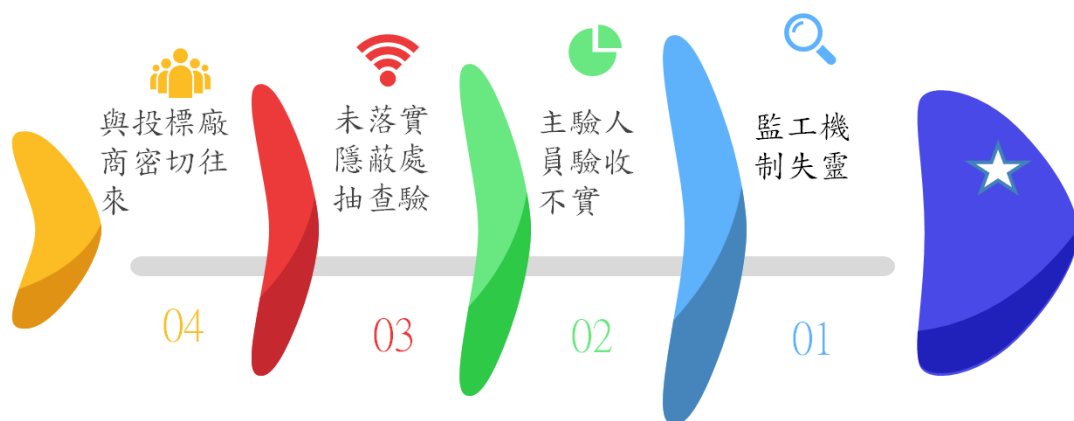 與投標廠
商密切往
來
04
未落實
隱蔽處
抽查驗
03
主驗人
員驗收
不實
02
監工機
制失靈
01